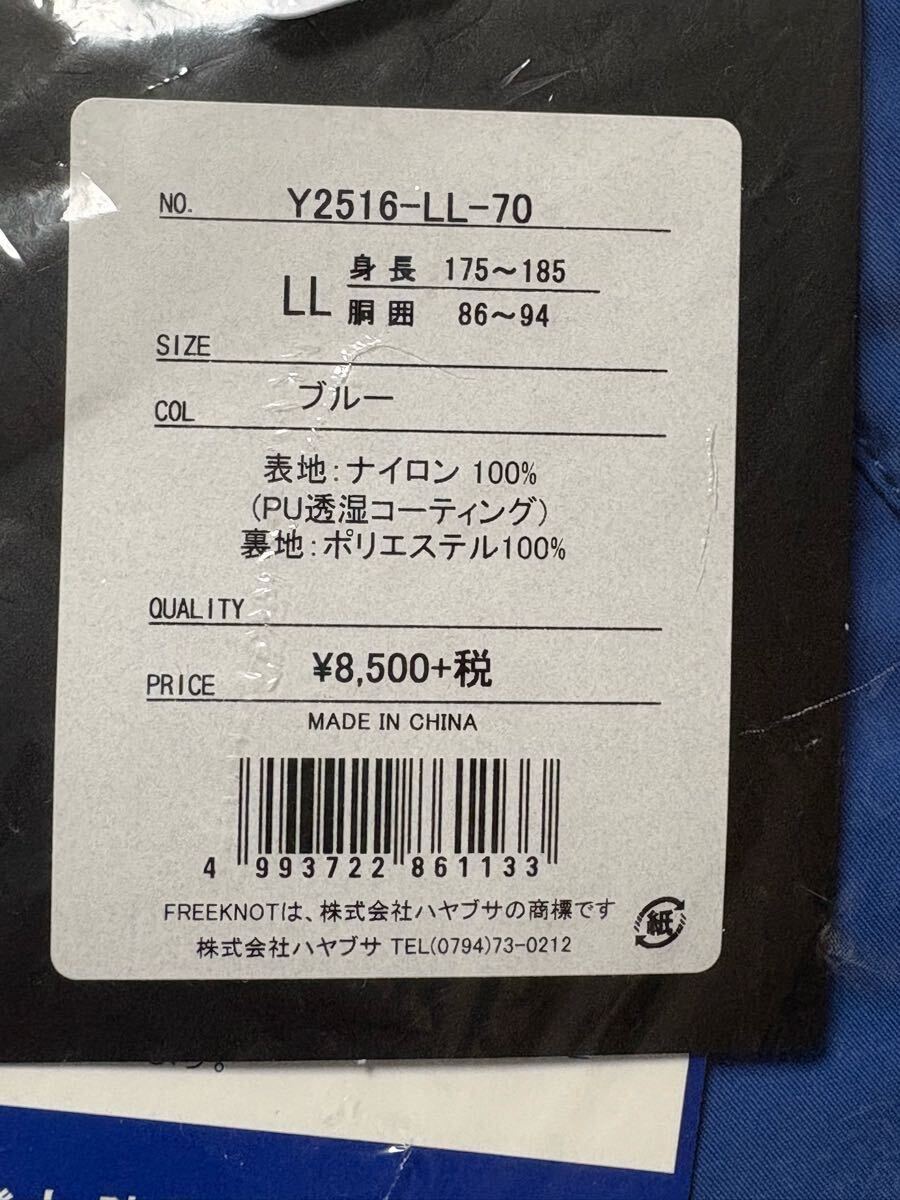 NO. Y2516-LL-70
LL 身長 175～185
胴囲 86～94
SIZE
COL ブルー
表地:ナイロン 100%
(PU透湿コーティング)
裏地:ポリエステル100%
QUALITY
PRICE ¥8,500+税
MADE IN CHINA
4 993722 861133
FREEKNOTは、株式会社ハヤブサの商標です
紙
株式会社ハヤブサ TEL(0794)73-0212